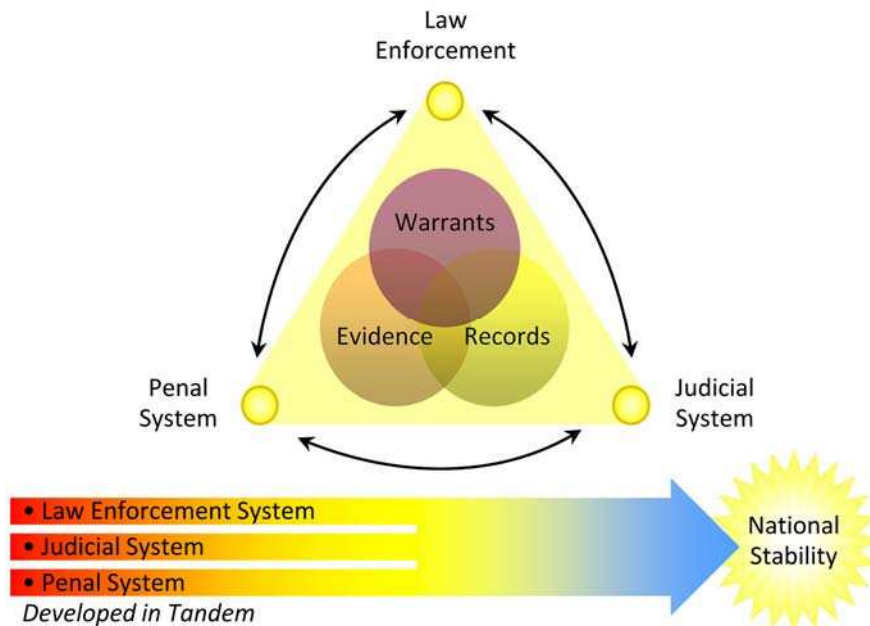 Law
Enforcement
Warrants
Evidence
Records
Penal
System
Judicial
System
• Law Enforcement System
• Judicial System
• Penal System
Developed in Tandem
National
Stability